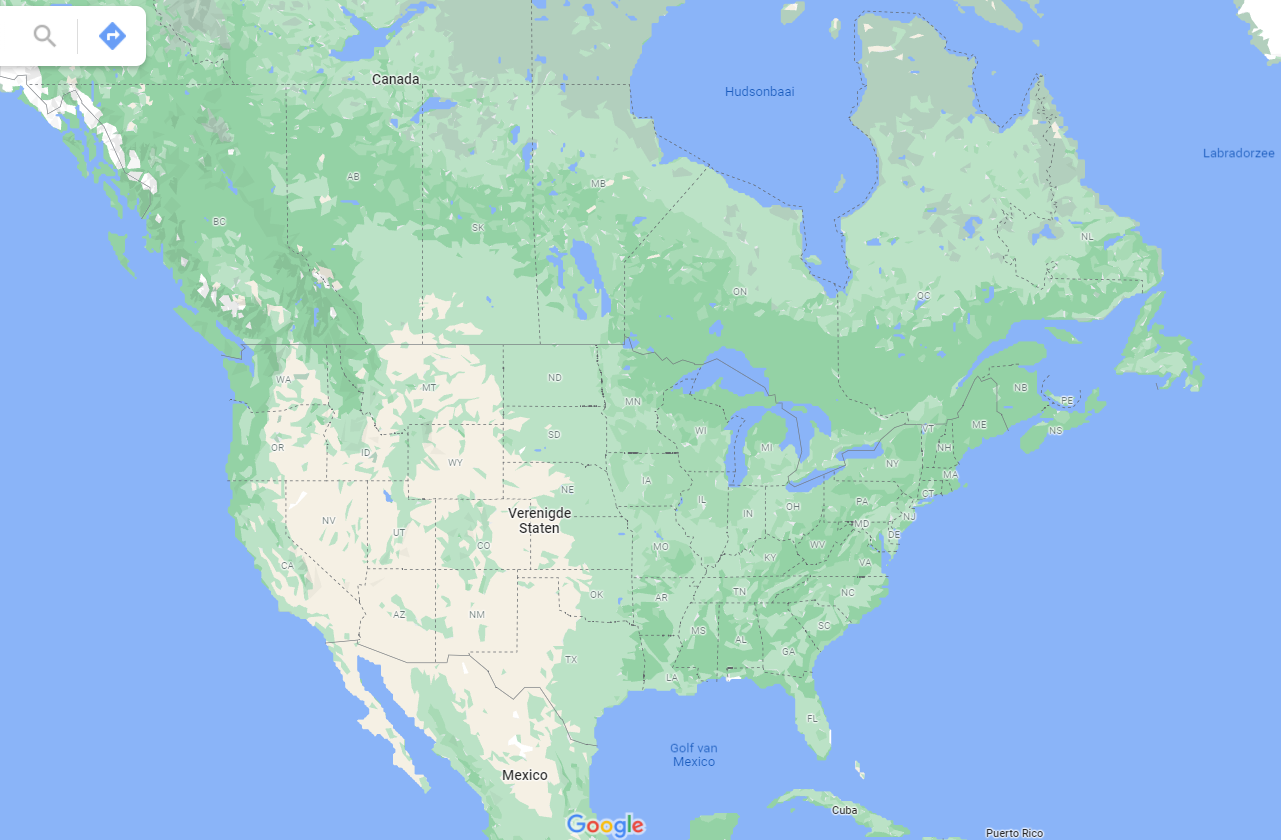 Canada
Hudsonbaai
Labradorzee
AB
MB
BC
SK
NL
ON
QC
WA
MT
ND
MN
NB
PE
NS
ME
VT
NH
OR
ID
SD
WI
MI
NY
MA
CT
WY
NE
IA
IL
IN
OH
PA
NJ
MD
DE
Verenigde
Staten
NV
UT
CO
MO
KY
WV
VA
CA
AZ
NM
OK
AR
TN
NC
SC
MS
AL
GA
TX
LA
FL
Golf van
Mexico
Mexico
Cuba
Google
Puerto Rico